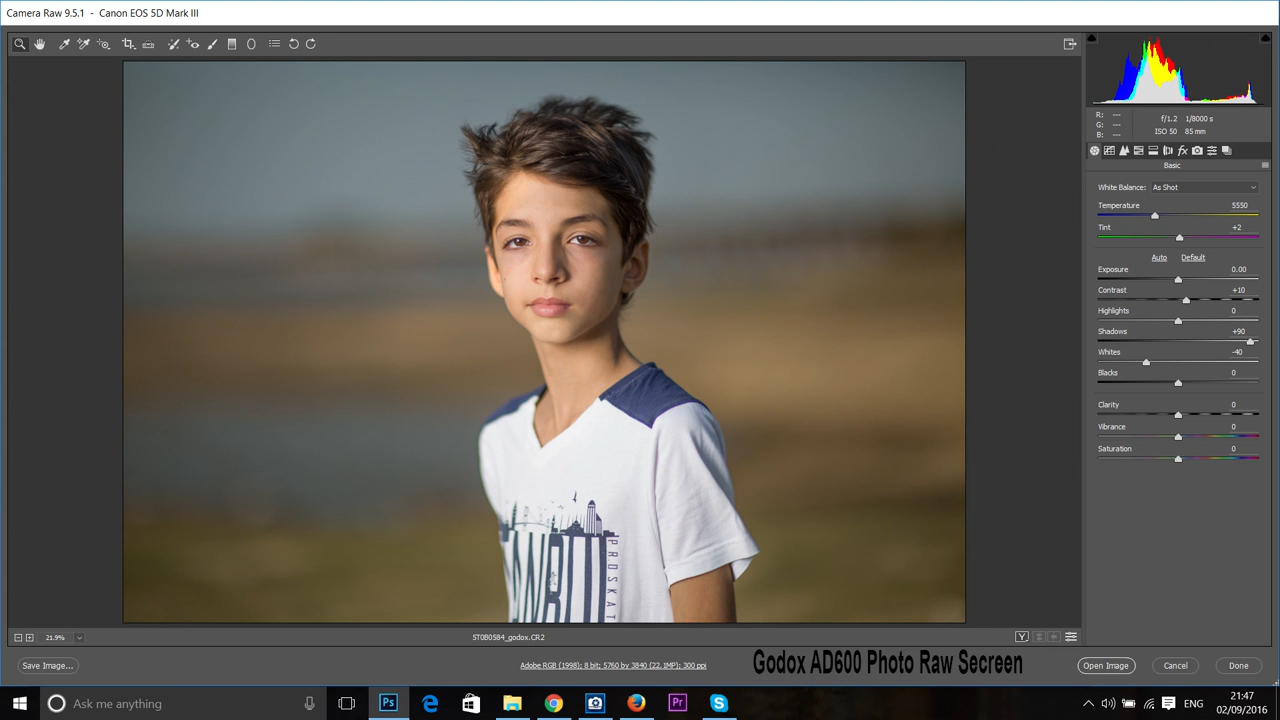 Camera Raw 9.5.1 - Canon EOS 5D Mark III
R: ---
G: ---
B: ---
f/1.2 1/8000 s
ISO 50 85 mm
Basic
White Balance: As Shot
Temperature 5550
Tint +2
Auto Default
Exposure 0.00
Contrast +10
Highlights 0
Shadows +90
Whites -40
Blacks 0
Clarity 0
Vibrance 0
Saturation 0
PROSKAT
21.9%
5T0B0584_godox.CR2
Y
Save Image...
Adobe RGB (1998); 8 bit; 5760 by 3840 (22,1MP); 300 ppi
Godox AD600 Photo Raw Secreen
Open Image
Cancel
Done
Ask me anything
Ps
Pr
ENG
21:47
02/09/2016